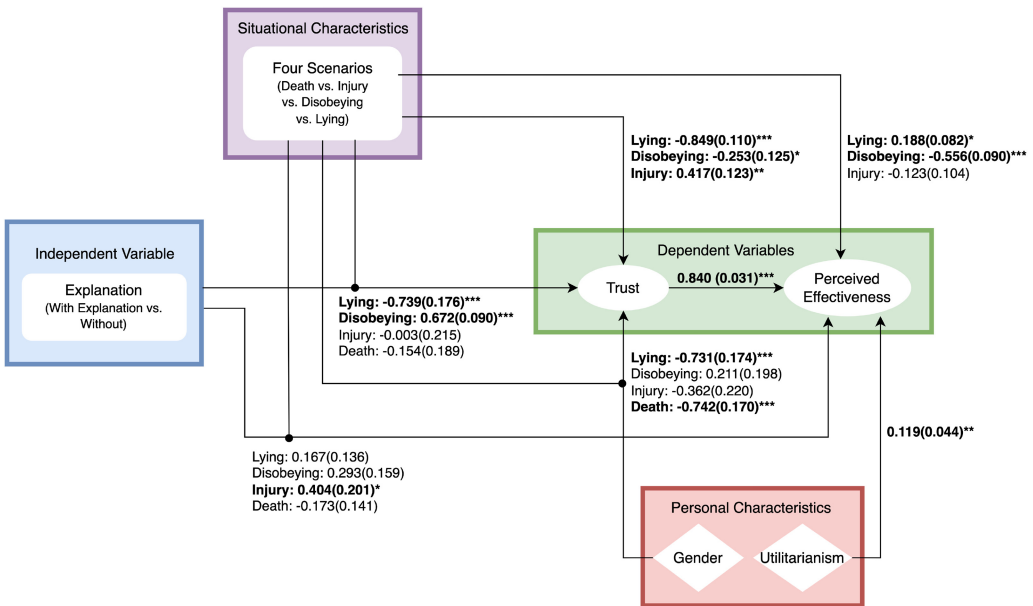 Situational Characteristics
Four Scenarios
(Death vs. Injury
vs. Disobeying
vs. Lying)
Lying: -0.849(0.110)***
Disobeying: -0.253(0.125)*
Injury: 0.417(0.123)**
Lying: 0.188(0.082)*
Disobeying: -0.556(0.090)***
Injury: -0.123(0.104)
Independent Variable
Explanation
(With Explanation vs.
Without)
Dependent Variables
Trust
0.840 (0.031)***
Perceived
Effectiveness
Lying: -0.739(0.176)***
Disobeying: 0.672(0.090)***
Injury: -0.003(0.215)
Death: -0.154(0.189)
Lying: -0.731(0.174)***
Disobeying: 0.211(0.198)
Injury: -0.362(0.220)
Death: -0.742(0.170)***
0.119(0.044)**
Lying: 0.167(0.136)
Disobeying: 0.293(0.159)
Injury: 0.404(0.201)*
Death: -0.173(0.141)
Personal Characteristics
Gender
Utilitarianism